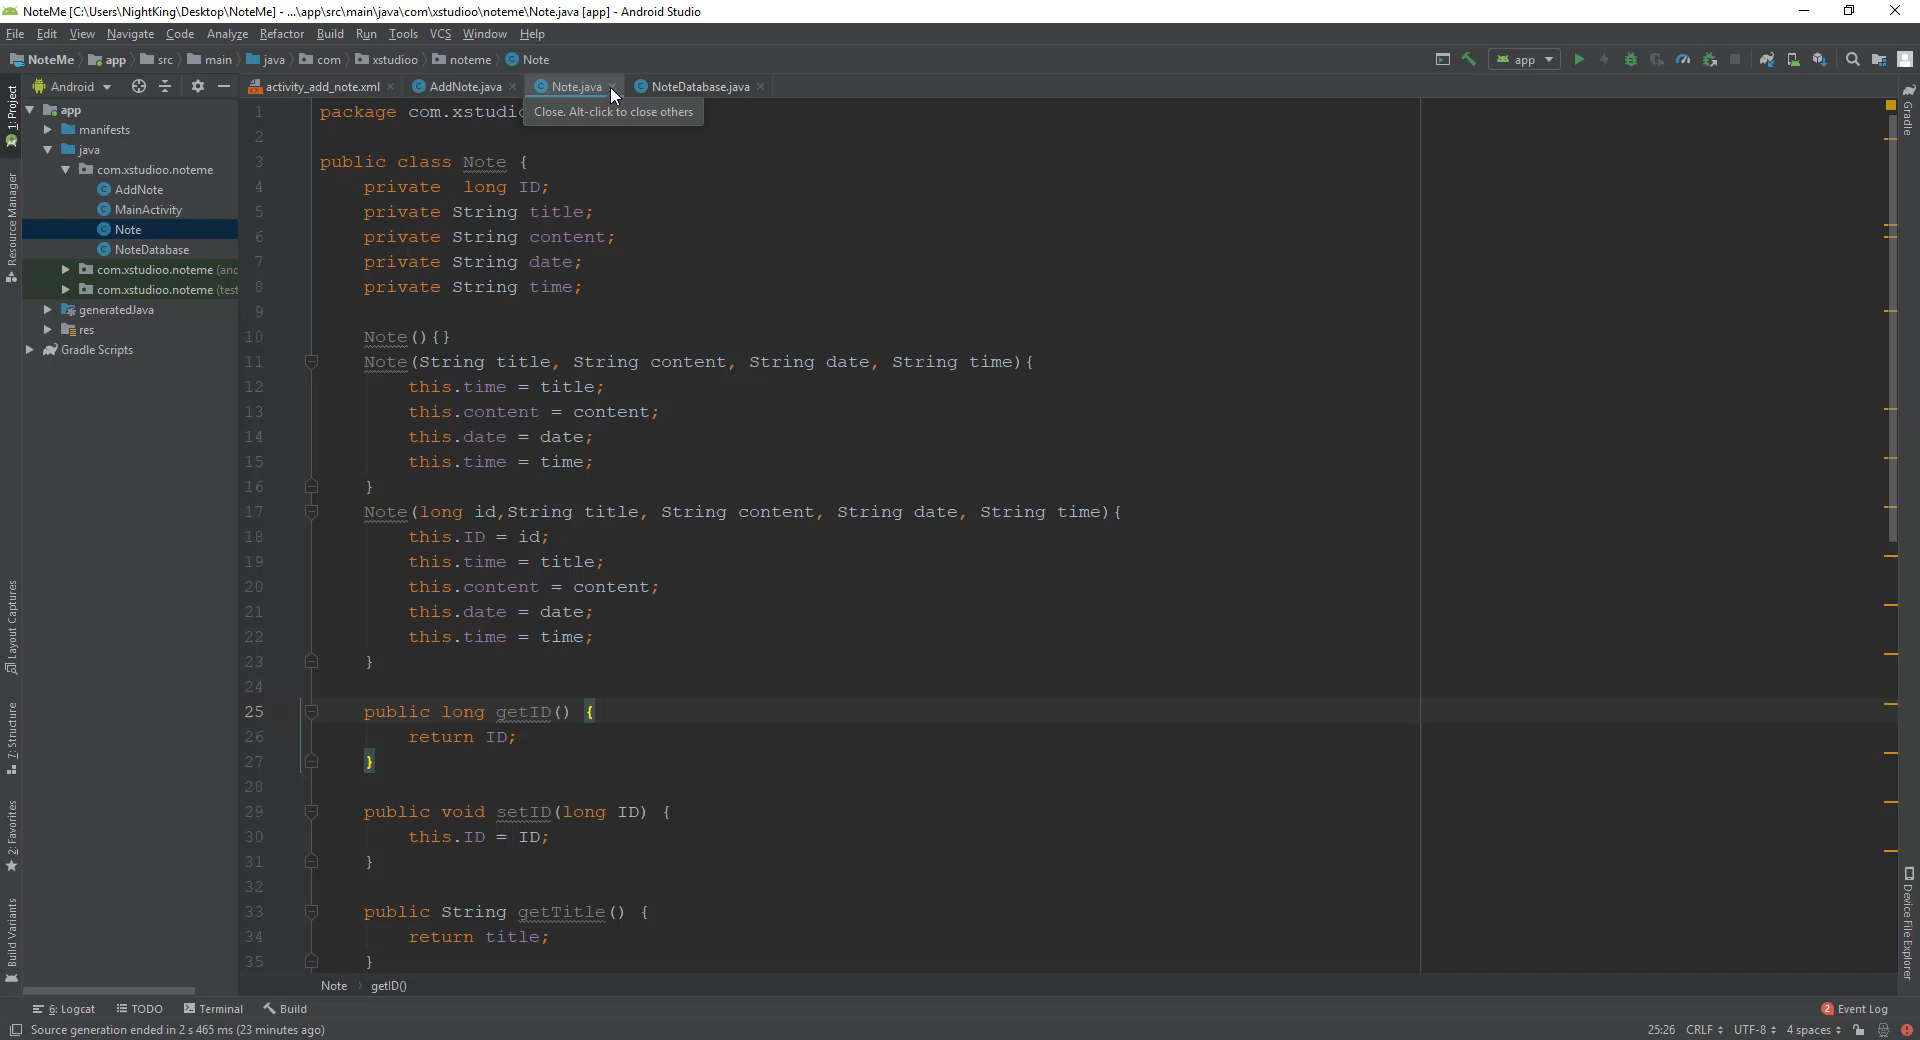 NoteMe [C:\Users\NightKing\Desktop\NoteMe] - ...\app\src\main\java\com\xstudioo\noteme\Note.java [app] - Android Studio
File Edit View Navigate Code Analyze Refactor Build Run Tools VCS Window Help
NoteMe app src main java com xstudioo noteme Note app
Android activity_add_note.xml AddNote.java Note.java NoteDatabase.java
Close. Alt-click to close others
1: Project
Resource Manager
Layout Captures
7: Structure
2: Favorites
Build Variants
app
manifests
java
com.xstudioo.noteme
AddNote
MainActivity
Note
NoteDatabase
com.xstudioo.noteme (and
com.xstudioo.noteme (test
generatedJava
res
Gradle Scripts
1 package com.xstudio
2
3 public class Note {
4 private  long ID;
5 private String title;
6 private String content;
7 private String date;
8 private String time;
9
10 Note(){}
11 Note(String title, String content, String date, String time){
12 this.time = title;
13 this.content = content;
14 this.date = date;
15 this.time = time;
16 }
17 Note(long id,String title, String content, String date, String time){
18 this.ID = id;
19 this.time = title;
20 this.content = content;
21 this.date = date;
22 this.time = time;
23 }
24
25 public long getID() {
26 return ID;
27 }
28
29 public void setID(long ID) {
30 this.ID = ID;
31 }
32
33 public String getTitle() {
34 return title;
35 }
Gradle
Device File Explorer
Note getID()
6: Logcat TODO Terminal Build 2 Event Log
Source generation ended in 2 s 465 ms (23 minutes ago) 25:26 CRLF UTF-8 4 spaces